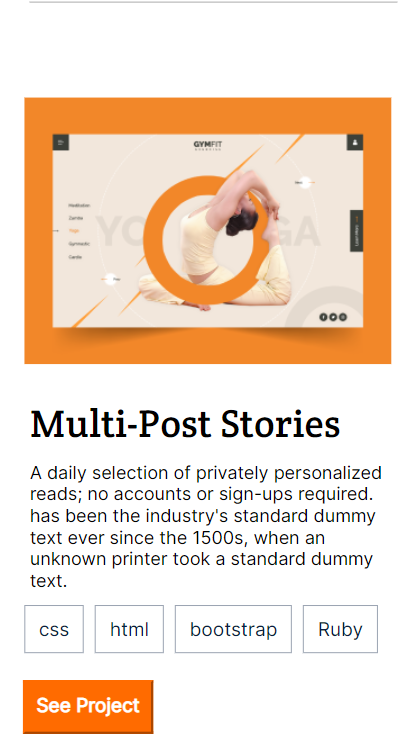 GYMFIT
Meditation
Zumba
Yoga
Gymnastic
Cardio
Multi-Post Stories
A daily selection of privately personalized
reads; no accounts or sign-ups required.
has been the industry's standard dummy
text ever since the 1500s, when an
unknown printer took a standard dummy
text.
css
html
bootstrap
Ruby
See Project